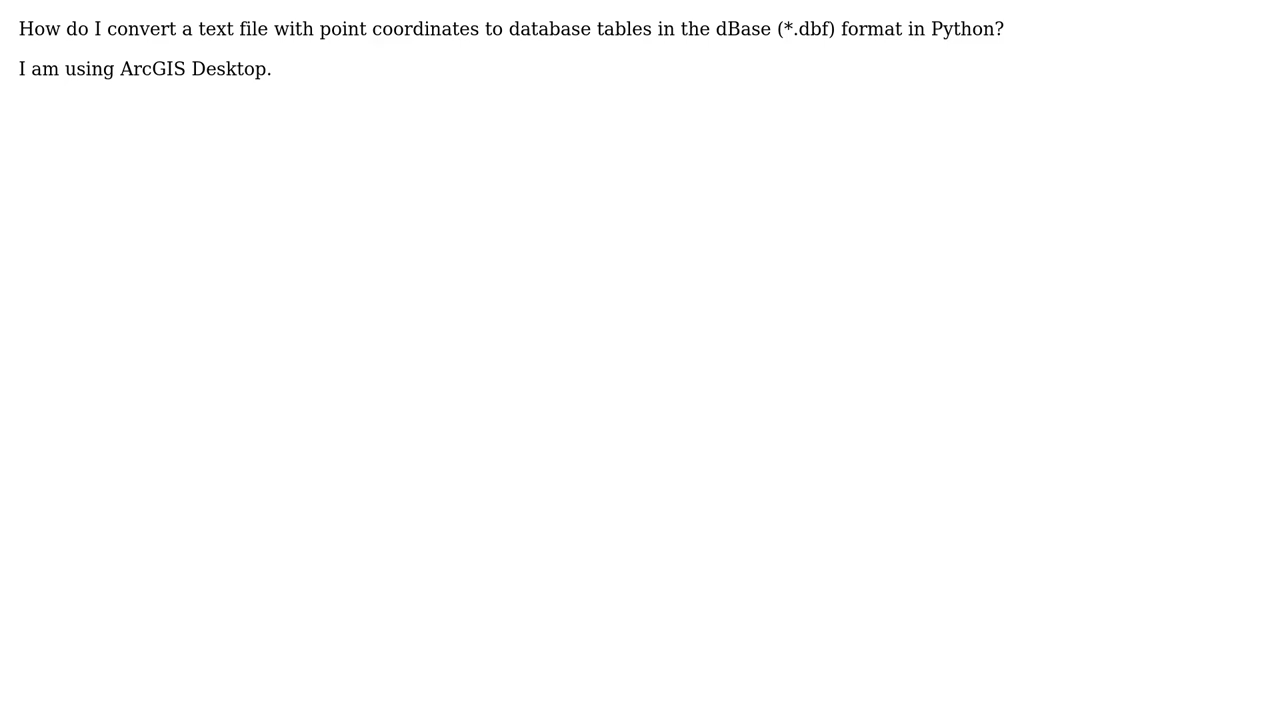 How do I convert a text file with point coordinates to database tables in the dBase (*.dbf) format in Python?
I am using ArcGIS Desktop.